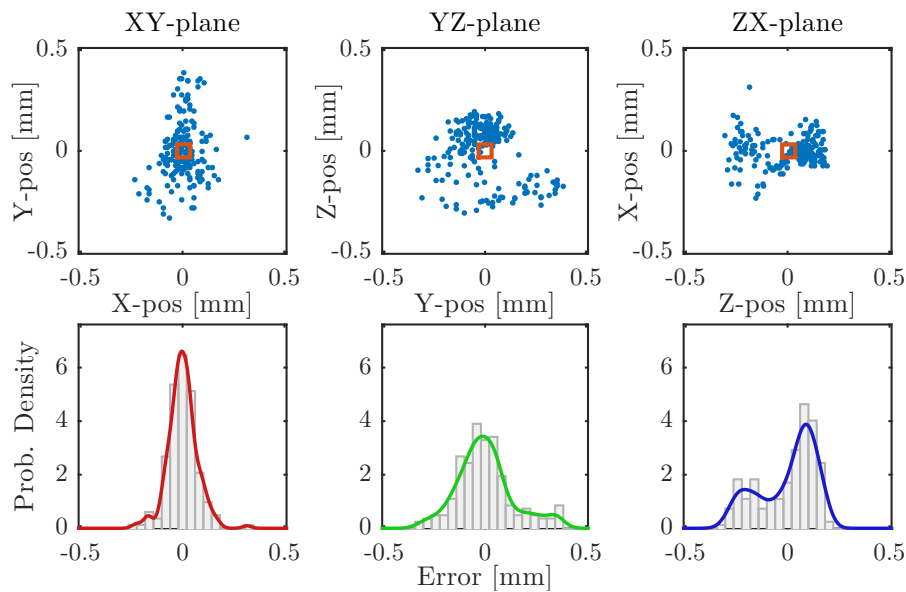 XY-plane YZ-plane ZX-plane
0.5 0.5 0.5
Y-pos [mm] Z-pos [mm] X-pos [mm]
0 0 0
-0.5 -0.5 -0.5
-0.5 0 0.5 -0.5 0 0.5 -0.5 0 0.5
X-pos [mm] Y-pos [mm] Z-pos [mm]
Prob. Density
6 6 6
4 4 4
2 2 2
0 0 0
-0.5 0 0.5 -0.5 0 0.5 -0.5 0 0.5
Error [mm]